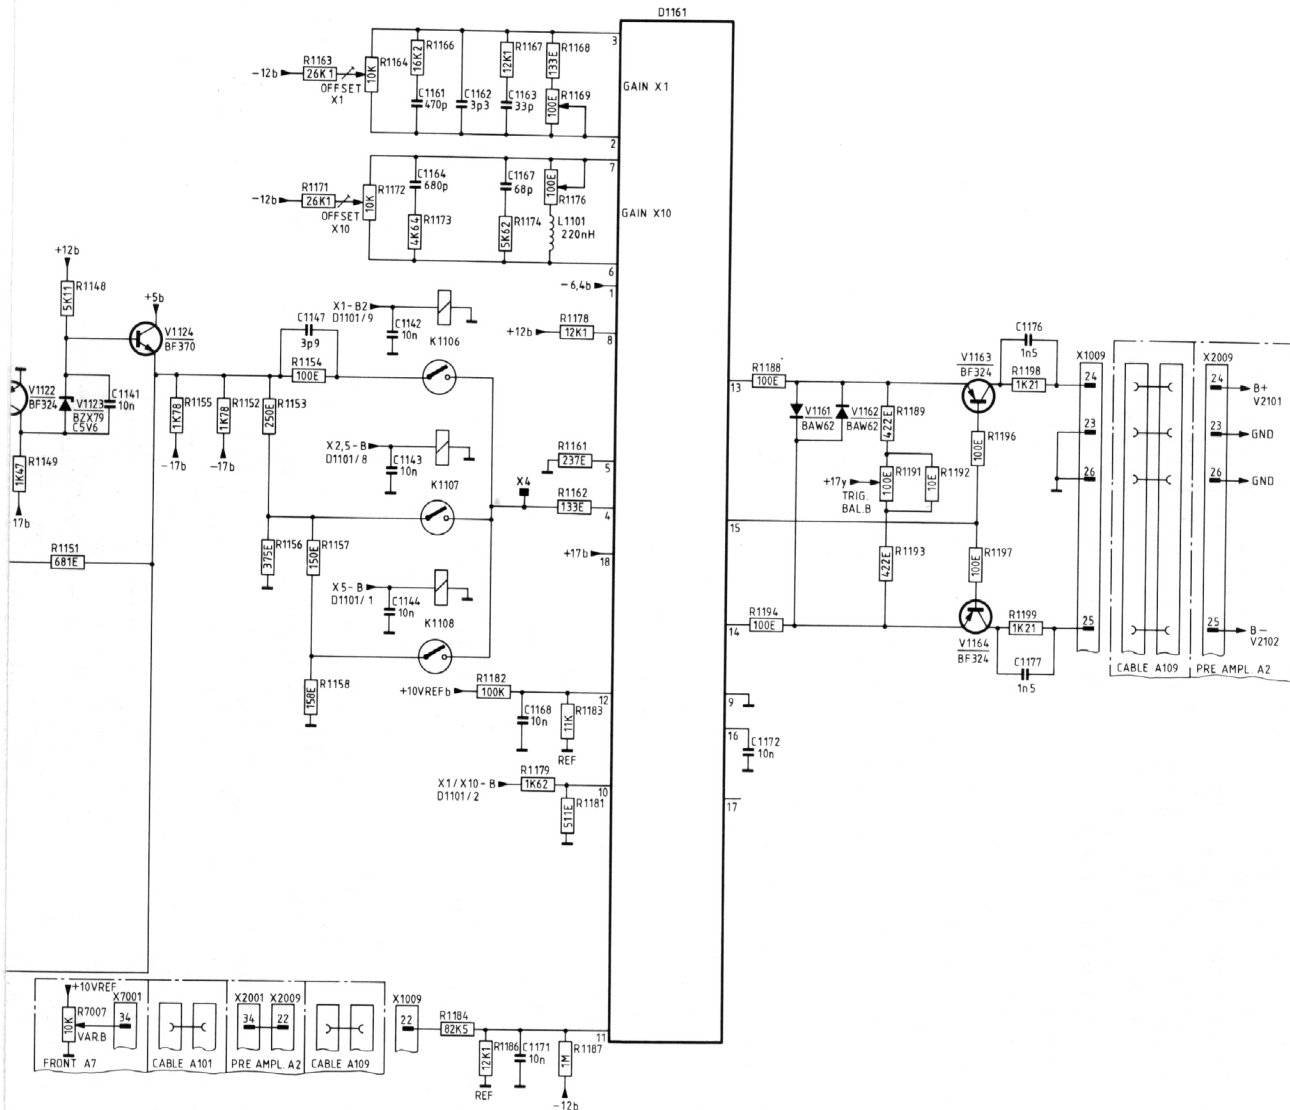 D1161
3
R1166
R1167
R1168
R1163
R1164
16K2
12K1
133E
-12b
26K1
10K
OFFSET
X1
C1161
470p
C1162
3p3
C1163
33p
R1169
100E
GAIN X1
2
7
C1164
680p
C1167
68p
100E
R1171
R1172
R1176
-12b
26K1
10K
OFFSET
X10
R1173
4K64
R1174
5K62
L1101
220nH
GAIN X10
6
-6,4b
1
+12b
R1148
5K11
+5b
V1124
BF370
X1-B2
D1101/9
C1142
10n
K1106
R1178
+12b
12K1
8
C1147
3p9
R1154
100E
V1122
BF324
V1123
BZX79
C5V6
C1141
10n
R1155
1K78
R1152
1K78
R1153
250E
-17b
-17b
R1149
1K47
17b
X2,5-B
D1101/8
C1143
10n
K1107
R1161
237E
5
X4
R1162
133E
4
R1151
681E
R1156
375E
R1157
150E
+17b
18
X5-B
D1101/1
C1144
10n
K1108
R1158
158E
R1182
+10VREFb
100K
12
C1168
10n
R1183
11K
REF
R1179
X1/X10-B
D1101/2
1K62
10
R1181
511E
13
R1188
100E
V1161
BAW62
V1162
BAW62
R1189
422E
V1163
BF324
C1176
1n5
R1198
1K21
X1009
24
X2009
24
B+
V2101
R1196
100E
23
23
GND
+17y
TRIG.
BAL.B
R1191
100E
R1192
10E
26
26
GND
15
R1193
422E
R1197
100E
14
R1194
100E
V1164
BF324
R1199
1K21
C1177
1n5
25
25
B-
V2102
CABLE A109
PRE AMPL. A2
9
16
C1172
10n
17
+10VREF
R7007
10K
VAR.B
X7001
34
X2001
34
X2009
22
X1009
22
R1184
82K5
11
R1186
12K1
REF
C1171
10n
R1187
1M
-12b
FRONT A7
CABLE A101
PRE AMPL. A2
CABLE A109